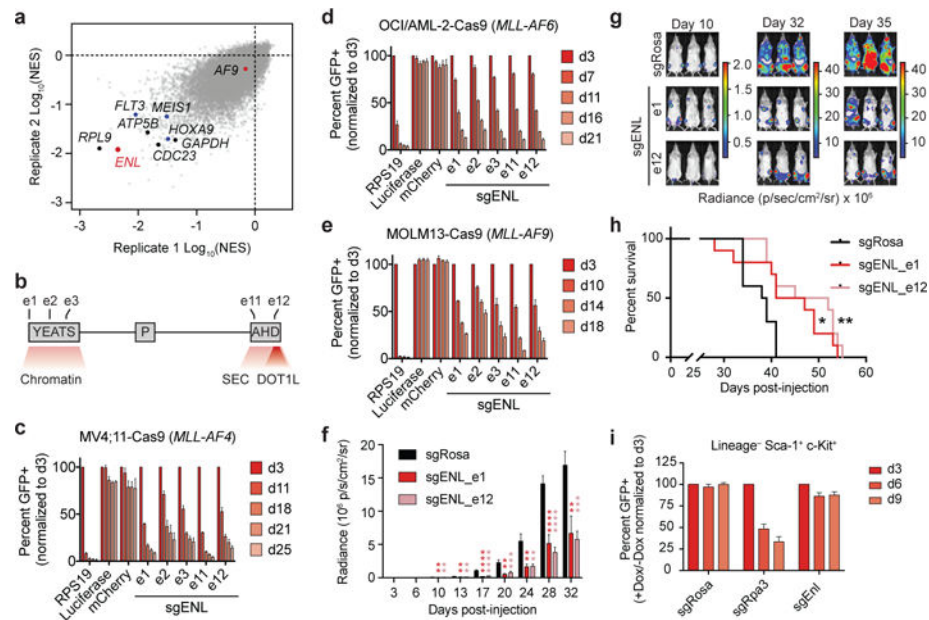 a
Replicate 2 Log10(NES)
1
0
-1
-2
-3
-3
-2
-1
0
Replicate 1 Log10(NES)
AF9
FLT3
MEIS1
ATP5B
HOXA9
RPL9
GAPDH
ENL
CDC23
b
e1
e2
e3
e11
e12
YEATS
P
AHD
Chromatin
SEC
DOT1L
c
MV4;11-Cas9 (MLL-AF4)
Percent GFP+
(normalized to d3)
100
50
0
d3
d11
d18
d21
d25
RPS19
Luciferase
mCherry
e1
e2
e3
e11
e12
sgENL
d
OCI/AML-2-Cas9 (MLL-AF6)
Percent GFP+
(normalized to d3)
100
50
0
d3
d7
d11
d16
d21
RPS19
Luciferase
mCherry
e1
e2
e3
e11
e12
sgENL
e
MOLM13-Cas9 (MLL-AF9)
Percent GFP+
(normalized to d3)
100
50
0
d3
d10
d14
d18
RPS19
Luciferase
mCherry
e1
e2
e3
e11
e12
sgENL
f
Radiance (10⁶ p/s/cm²/sr)
20
15
10
5
0
sgRosa
sgENL_e1
sgENL_e12
3
6
9
10
13
17
20
24
28
32
Days post-injection
g
Day 10
Day 32
Day 35
sgRosa
sgENL
e1
e12
2.0
1.5
1.0
0.5
40
30
20
10
40
30
20
10
Radiance (p/sec/cm²/sr) x 10⁶
h
Percent survival
100
50
0
0
25
30
40
50
60
Days post-injection
sgRosa
sgENL_e1
sgENL_e12
*
**
i
Lineage⁻ Sca-1⁺ c-Kit⁺
Percent GFP+
(+Dox/-Dox normalized to d3)
100
50
0
d3
d6
d9
sgRosa
sgRpa3
sgEnl